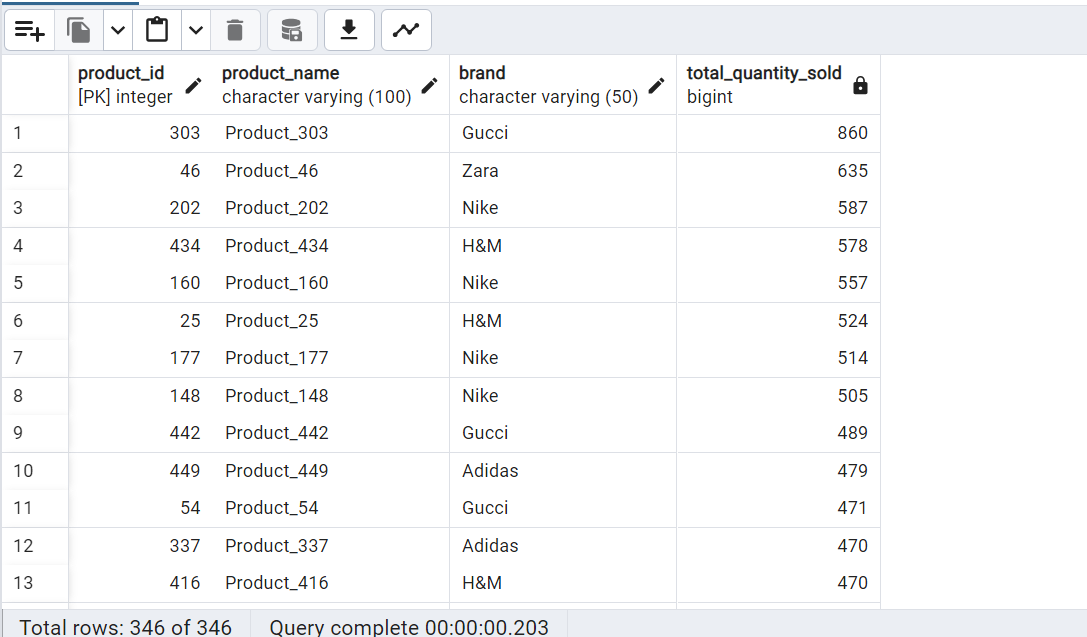 product_id product_name brand total_quantity_sold
[PK] integer character varying (100) character varying (50) bigint
1 303 Product_303 Gucci 860
2 46 Product_46 Zara 635
3 202 Product_202 Nike 587
4 434 Product_434 H&M 578
5 160 Product_160 Nike 557
6 25 Product_25 H&M 524
7 177 Product_177 Nike 514
8 148 Product_148 Nike 505
9 442 Product_442 Gucci 489
10 449 Product_449 Adidas 479
11 54 Product_54 Gucci 471
12 337 Product_337 Adidas 470
13 416 Product_416 H&M 470
Total rows: 346 of 346 Query complete 00:00:00.203